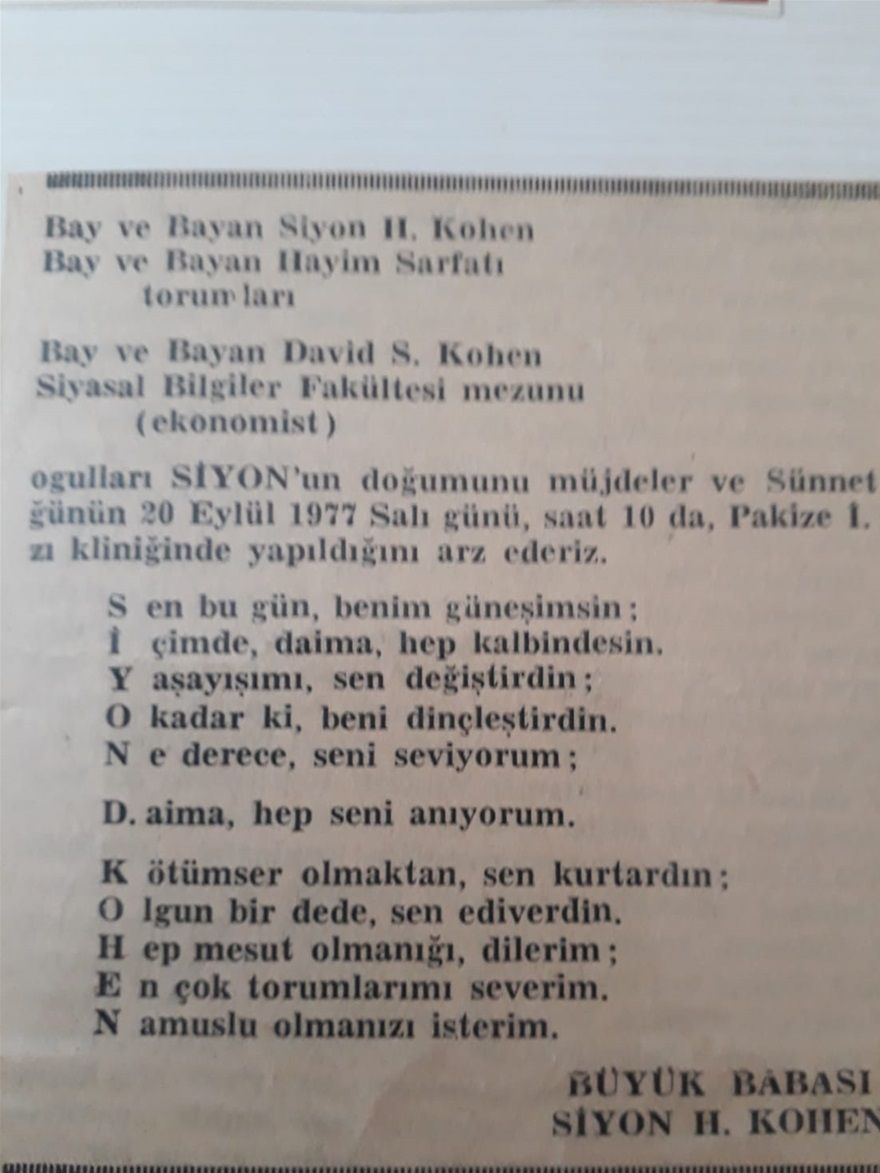 Bay ve Bayan Siyon H. Kohen
Bay ve Bayan Hayim Sarfatı
torunları
Bay ve Bayan David S. Kohen
Siyasal Bilgiler Fakültesi mezunu
(ekonomist)
ogulları SİYON'un doğumunu müjdeler ve Sünnet
ğünün 20 Eylül 1977 Salı günü, saat 10 da, Pakize İ.
zı kliniğinde yapıldığını arz ederiz.
S en bu gün, benim güneşimsin;
İ çimde, daima, hep kalbindesin.
Y aşayışımı, sen değiştirdin;
O kadar ki, beni dinçleştirdin.
N e derece, seni seviyorum;
D. aima, hep seni anıyorum.
K ötümser olmaktan, sen kurtardın;
O lgun bir dede, sen ediverdin.
H ep mesut olmanığı, dilerim;
E n çok torumlarımı severim.
N amuslu olmanızı isterim.
BÜYÜK BABASI
SİYON H. KOHEN